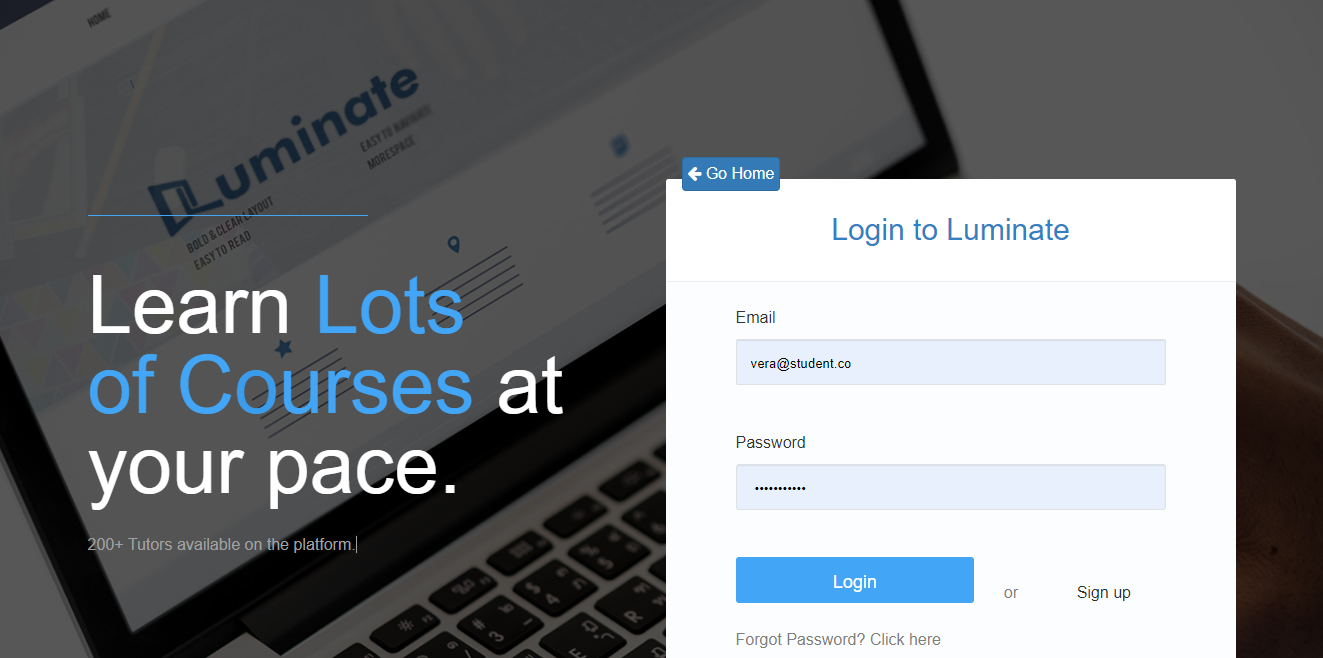 HOME
Luminate
EASY TO NAVIGATE
MORESPACE
BOLD & CLEAR LAYOUT
EASY TO READ
Learn Lots
of Courses at
your pace.
200+ Tutors available on the platform.
Go Home
Login to Luminate
Email
vera@student.co
Password
•••••••••••
Login
or
Sign up
Forgot Password? Click here